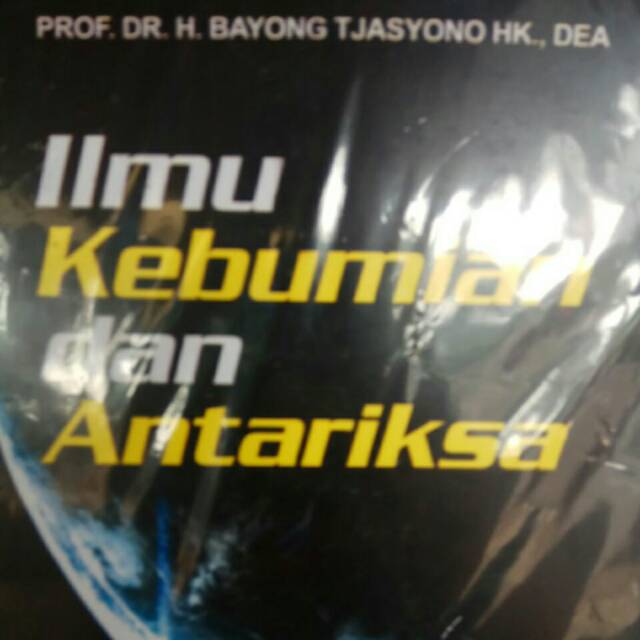 PROF. DR. H. BAYONG TJASYONO HK., DEA
Ilmu
Kebumian
dan
Antariksa